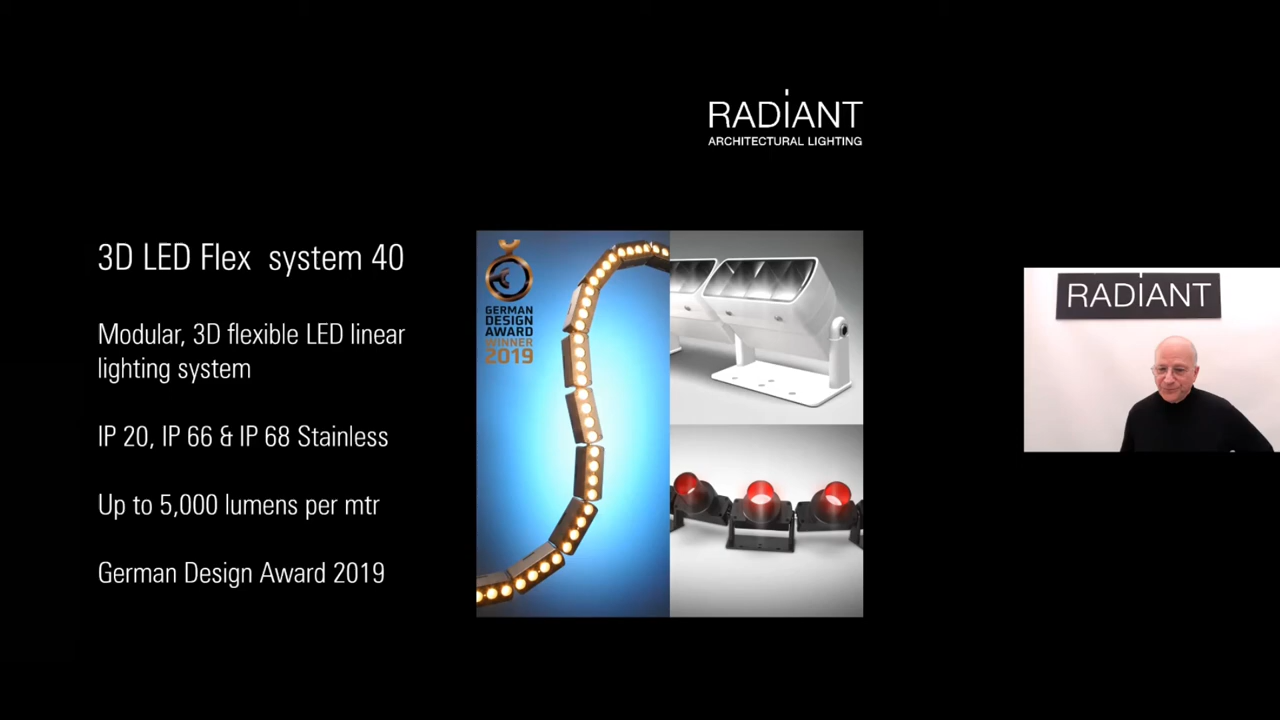 RADiANT
ARCHITECTURAL LIGHTING
3D LED Flex system 40
Modular, 3D flexible LED linear
lighting system
IP 20, IP 66 & IP 68 Stainless
Up to 5,000 lumens per mtr
German Design Award 2019
GERMAN
DESIGN
AWARD
WINNER
2019
RADiANT